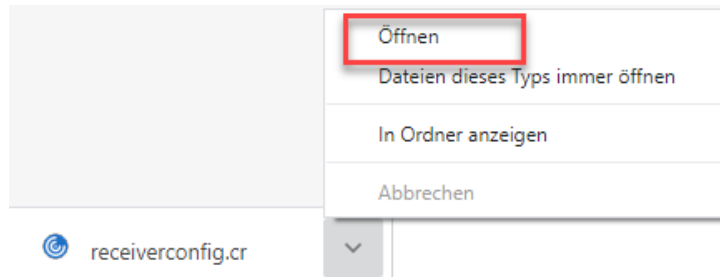 Öffnen
Dateien dieses Typs immer öffnen
In Ordner anzeigen
Abbrechen
receiverconfig.cr